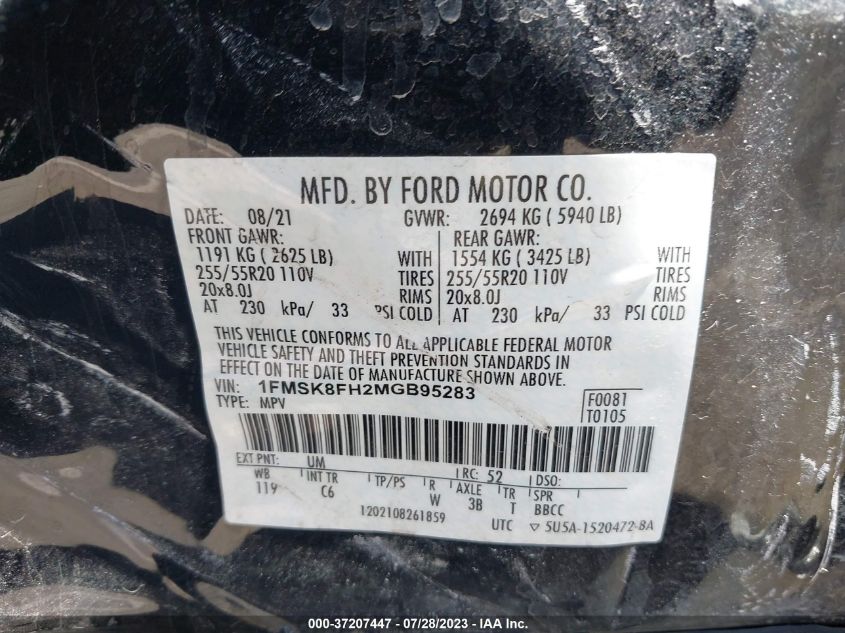 MFD. BY FORD MOTOR CO.
DATE: 08/21 GVWR: 2694 KG ( 5940 LB)
FRONT GAWR: REAR GAWR:
1191 KG ( 2625 LB) WITH 1554 KG ( 3425 LB) WITH
255/55R20 110V TIRES 255/55R20 110V TIRES
20x8.0J RIMS 20x8.0J RIMS
AT 230 kPa/ 33 PSI COLD AT 230 kPa/ 33 PSI COLD
THIS VEHICLE CONFORMS TO ALL APPLICABLE FEDERAL MOTOR
VEHICLE SAFETY AND THEFT PREVENTION STANDARDS IN
EFFECT ON THE DATE OF MANUFACTURE SHOWN ABOVE.
VIN: 1FMSK8FH2MGB95283 F0081
TYPE: MPV T0105
EXT PNT: UM RC: 52 DSO:
WB INT TR TP/PS R AXLE TR SPR
119 C6 W 3B T BBCC
1202108261859 UTC ▽ 5U5A-1520472-8A
000-37207447 / 07/28/2023 - IAA Inc.